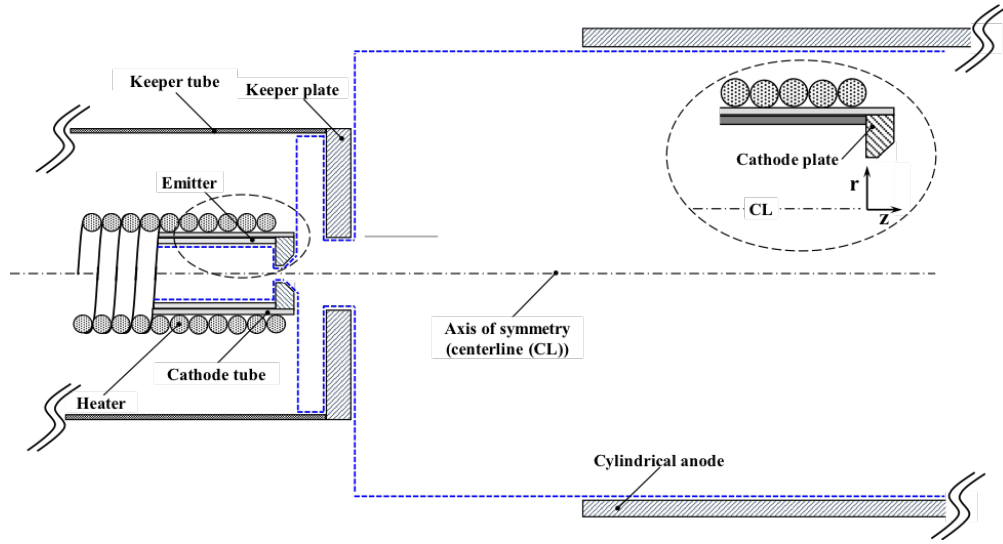 Keeper tube
Keeper plate
Emitter
Cathode plate
r
CL
z
Axis of symmetry
(centerline (CL))
Cathode tube
Heater
Cylindrical anode